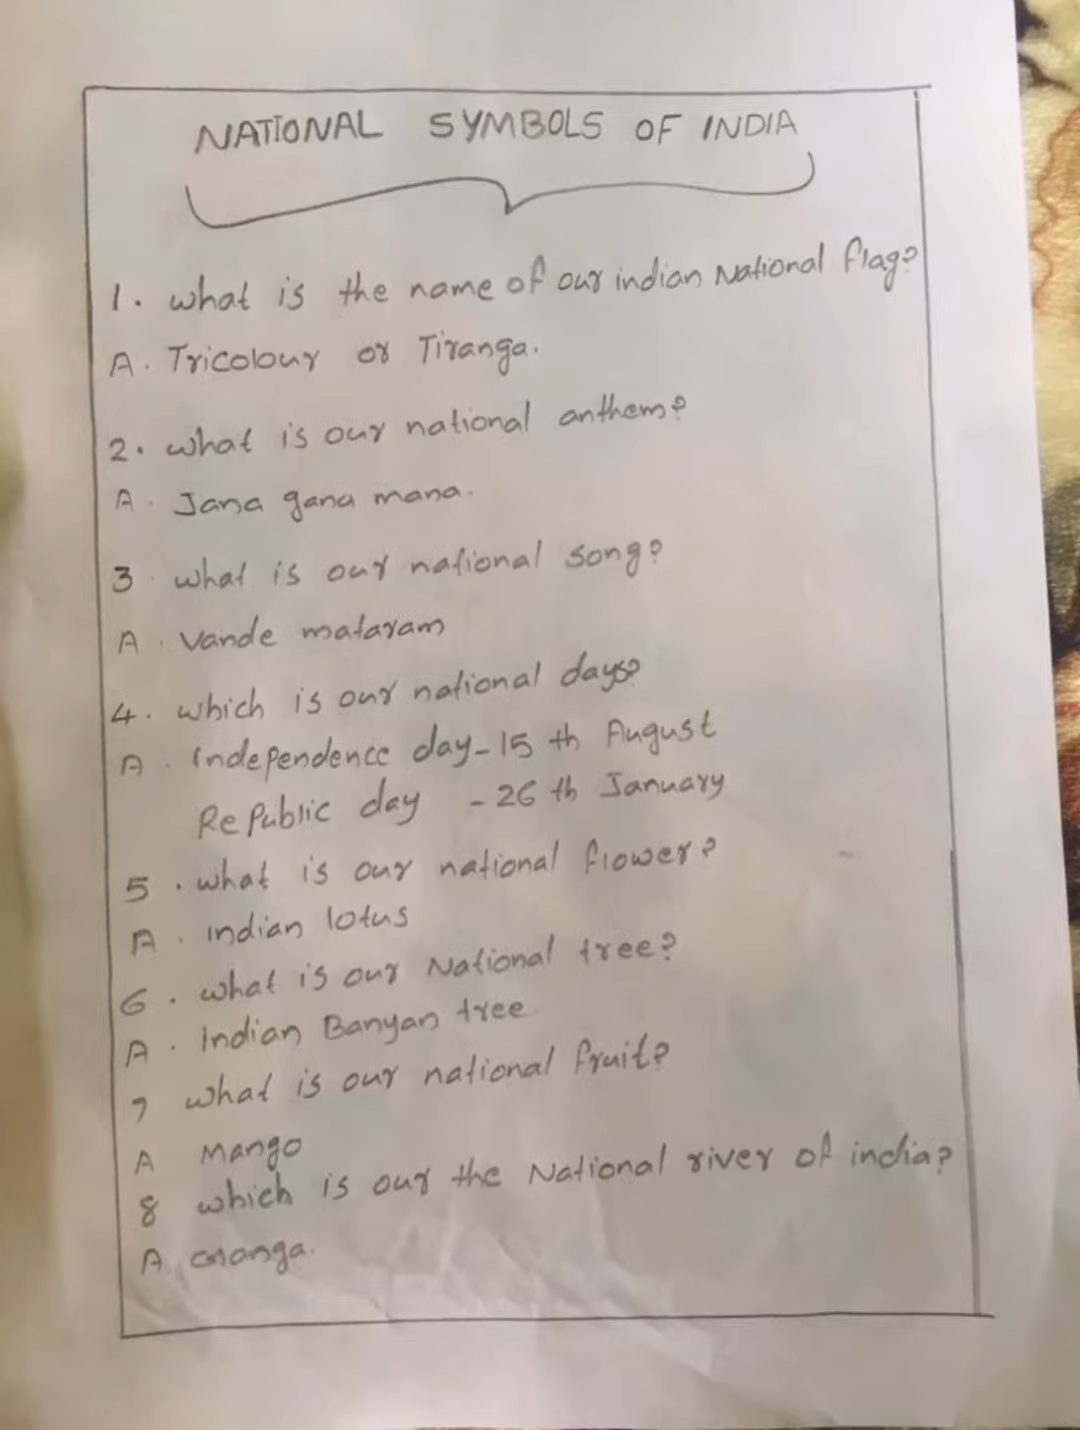 NATIONAL SYMBOLS OF INDIA
1. what is the name of our indian National flag?
A. Tricolour or Tiranga.
2. what is our national anthem?
A. Jana gana mana.
3 what is our national song?
A. Vande mataram
4. which is our national days?
A. Independence day-15 th August
Republic day - 26 th January
5. what is our national flower?
A. indian lotus
6. what is our National tree?
A. Indian Banyan tree
7 what is our national fruit?
A Mango
8 which is our the National river of india?
A Ganga.